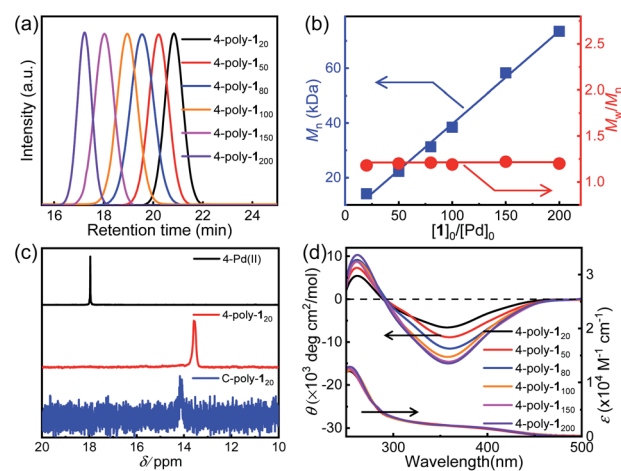 (a)
4-poly-1₂₀
4-poly-1₅₀
4-poly-1₈₀
4-poly-1₁₀₀
4-poly-1₁₅₀
4-poly-1₂₀₀
Intensity (a.u.)
16 18 20 22 24
Retention time (min)
(b)
Mₙ (kDa)
20 40 60
0 50 100 150 200
[1]₀/[Pd]₀
1.0 1.5 2.0 2.5
M_w/Mₙ
(c)
4-Pd(II)
4-poly-1₂₀
C-poly-1₂₀
20 18 16 14 12 10
δ/ppm
(d)
θ (×10³ deg cm²/mol)
10
0
-10
-20
-30
4-poly-1₂₀
4-poly-1₅₀
4-poly-1₈₀
4-poly-1₁₀₀
4-poly-1₁₅₀
4-poly-1₂₀₀
300 400 500
Wavelength(nm)
3
2
1
0
ε(×10⁴ M⁻¹ cm⁻¹)